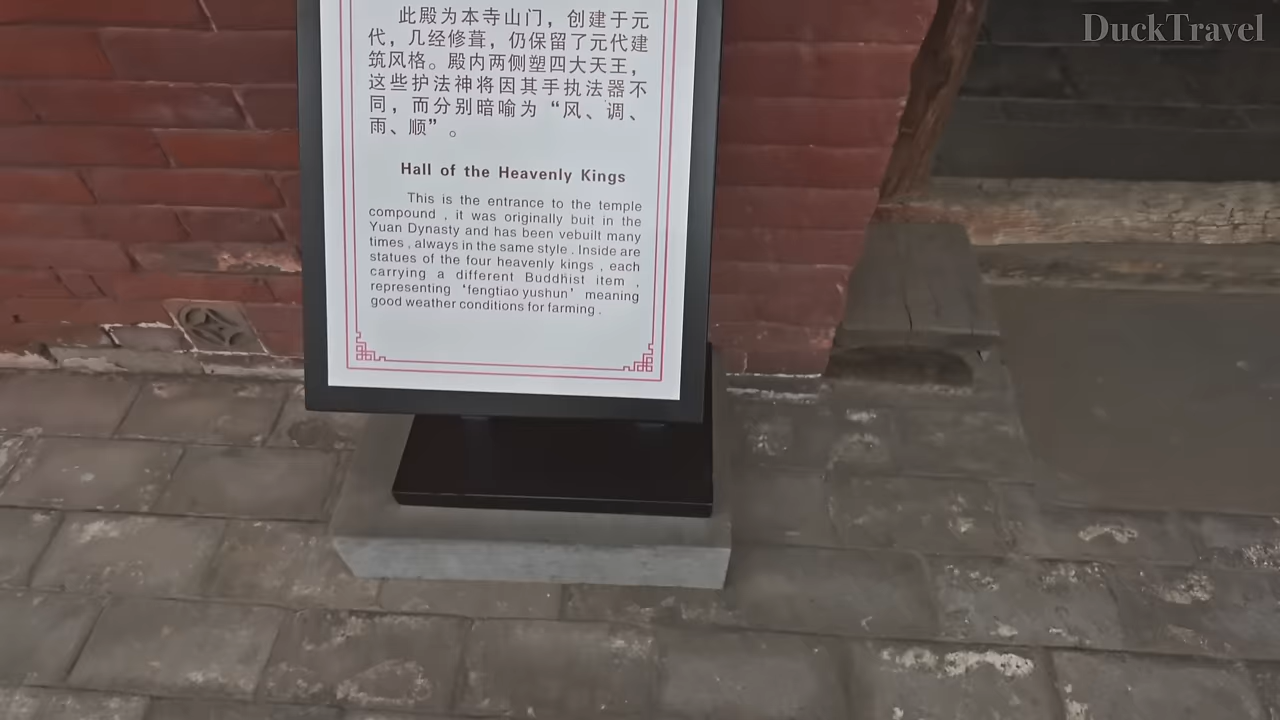 DuckTravel
此殿为本寺山门，创建于元
代，几经修葺，仍保留了元代建
筑风格。殿内两侧塑四大天王，
这些护法神将因其手执法器不
同，而分别暗喻为“风、调、
雨、顺”。
Hall of the Heavenly Kings
This is the entrance to the temple
compound , it was originally buit in the
Yuan Dynasty and has been vebuilt many
times , always in the same style . Inside are
statues of the four heavenly kings , each
carrying a different Buddhist item ,
representing ‘fengtiao yushun’ meaning
good weather conditions for farming .